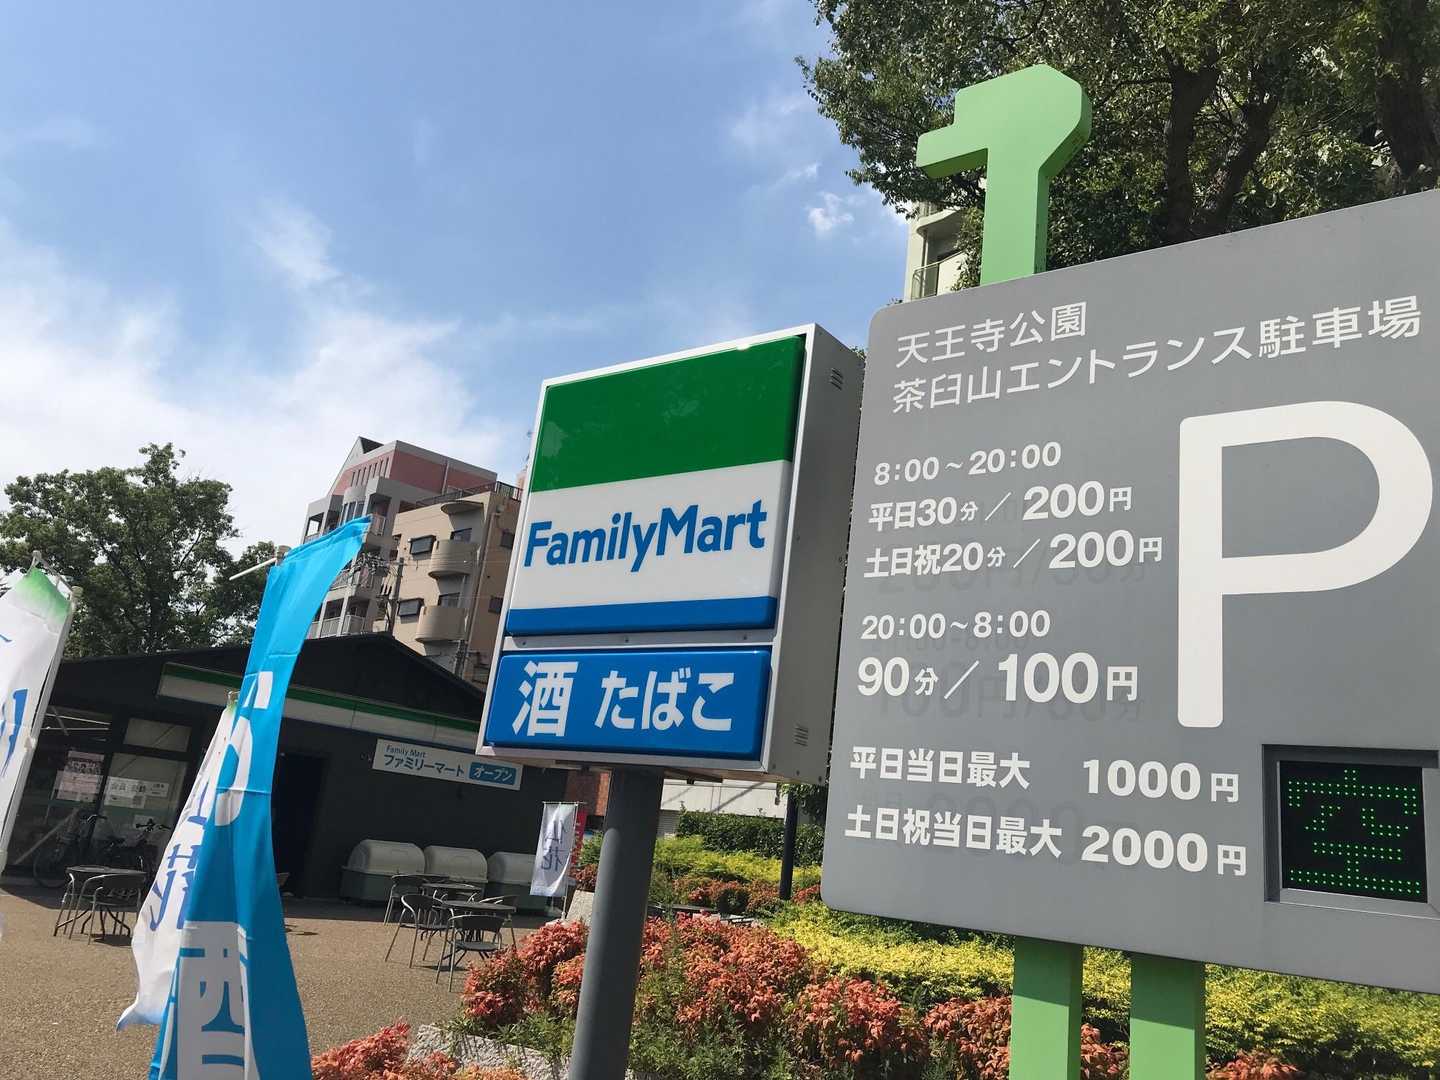 天王寺公園
茶臼山エントランス駐車場
8:00～20:00
平日30分／200円
土日祝20分／200円
20:00～8:00
90分／100円
平日当日最大 1000円
土日祝当日最大 2000円
P
空
FamilyMart
酒 たばこ
Family Mart
ファミリーマート オープン